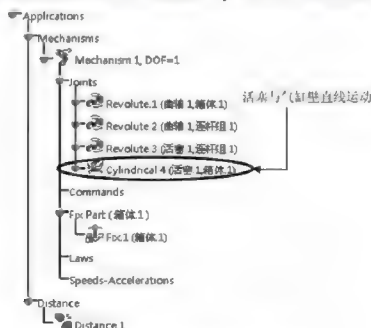 Applications
Mechanisms
Mechanism 1, DOF=1
Joints
活塞与气缸壁直线运动
Revolute.1 (曲轴 1,箱体 1)
Revolute 2 (曲轴 1,连杆组 1)
Revolute 3 (活塞 1,连杆组 1)
Cylindrical 4 (活塞 1,箱体 1)
Commands
Fix Part (箱体 1)
Fix.1 (箱体.1)
Laws
Speeds-Accelerations
Distance
Distance 1